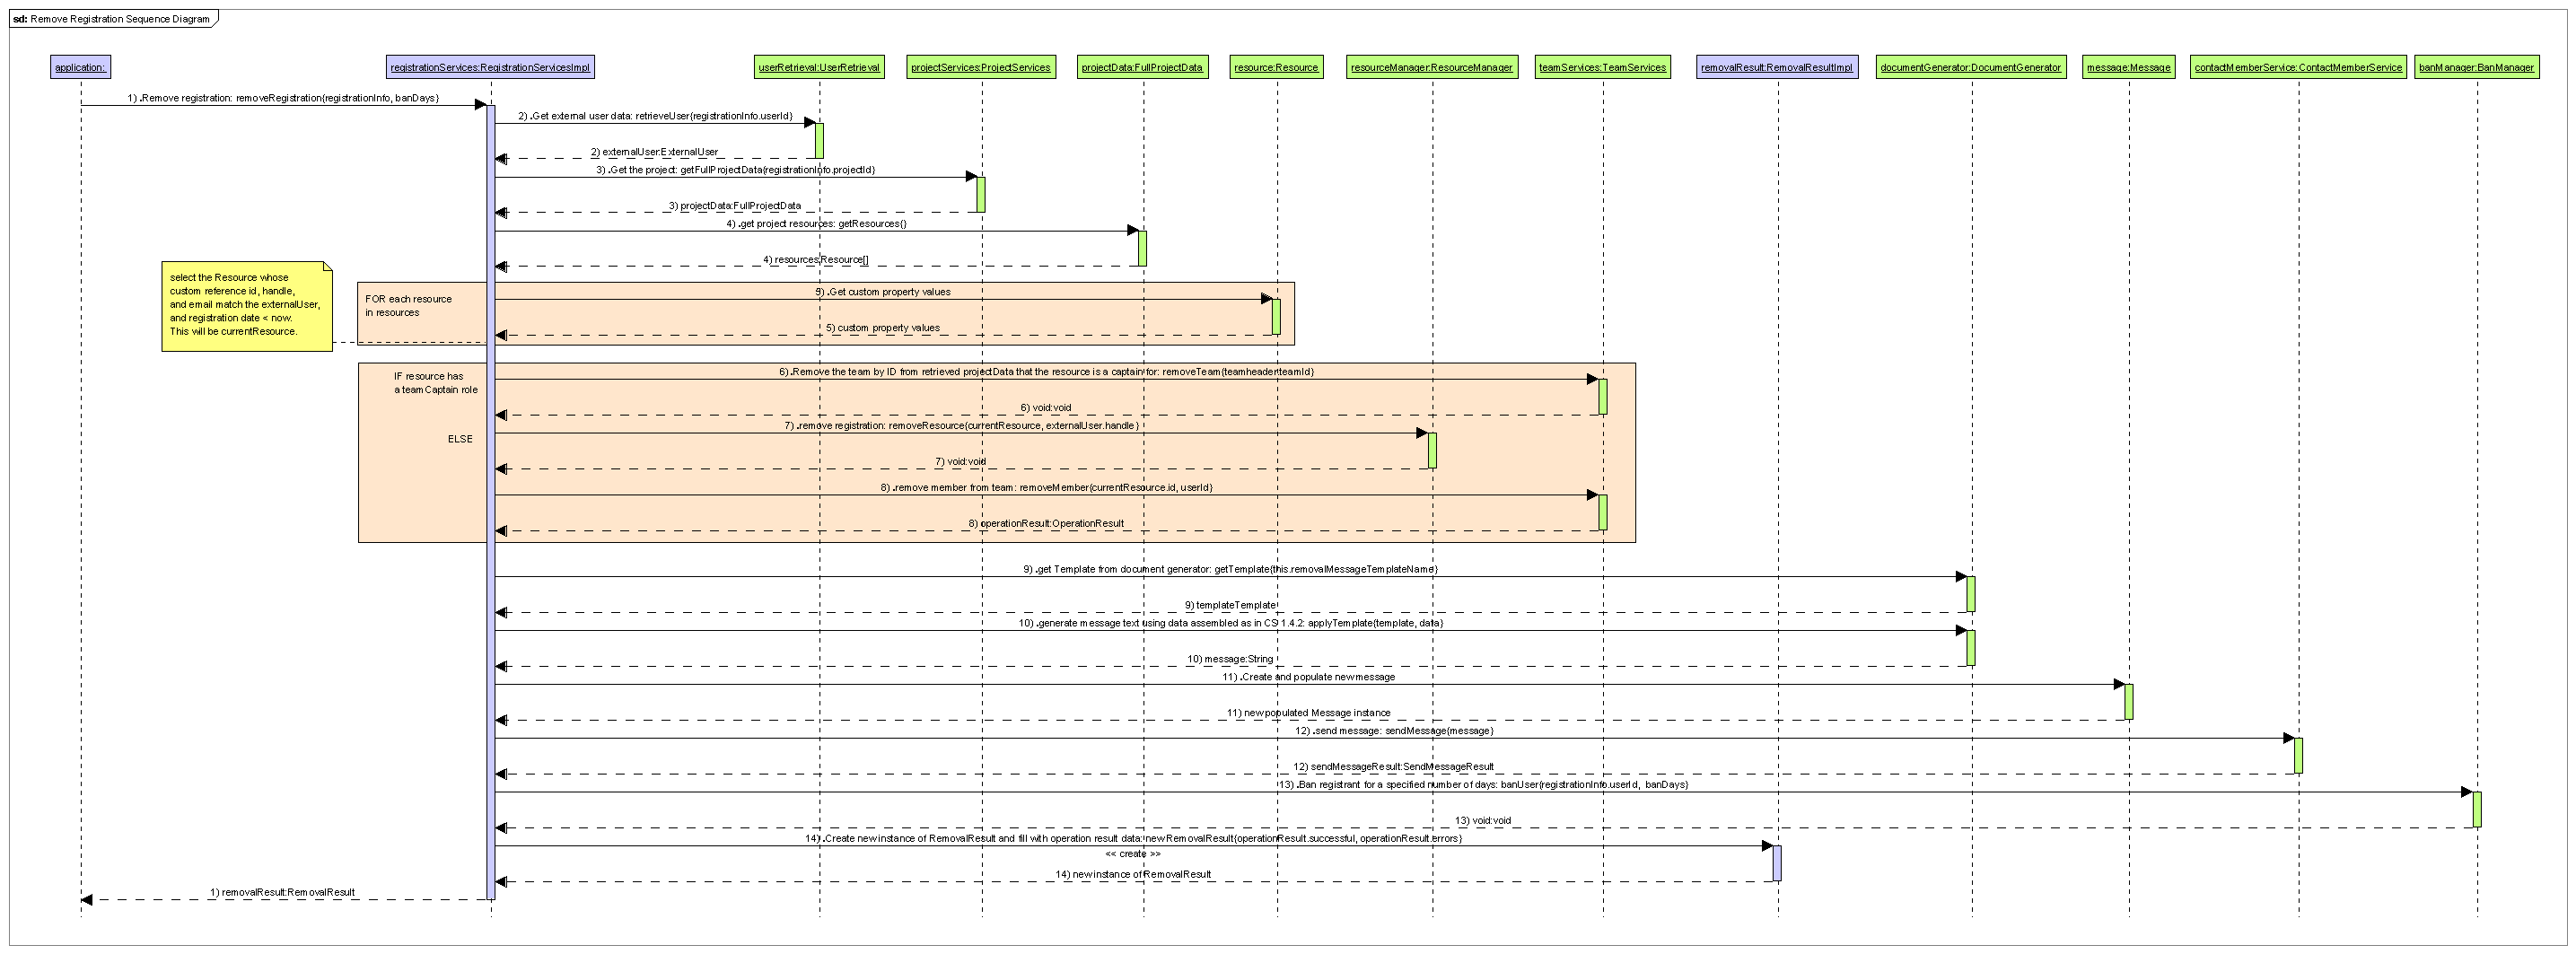 sd: Remove Registration Sequence Diagram
application:
registrationServices:RegistrationServicesImpl
userRetrieval:UserRetrieval
projectServices:ProjectServices
projectData:FullProjectData
resource:Resource
resourceManager:ResourceManager
teamServices:TeamServices
removalResult:RemovalResultImpl
documentGenerator:DocumentGenerator
message:Message
contactMemberService:ContactMemberService
banManager:BanManager
1) .Remove registration: removeRegistration(registrationInfo, banDays)
2) .Get external user data: retrieveUser(registrationInfo.userId)
2) externalUser:ExternalUser
3) .Get the project: getFullProjectData(registrationInfo.projectId)
3) projectData:FullProjectData
4) .get project resources: getResources()
4) resources:Resource[]
select the Resource whose
custom reference id, handle,
and email match the externalUser,
and registration date < now.
This will be currentResource.
FOR each resource
in resources
5) .Get custom property values
5) custom property values
IF resource has
a team Captain role
6) .Remove the team by ID from retrieved projectData that the resource is a captain for: removeTeam(teamheader.teamId)
6) void:void
7) .remove registration: removeResource(currentResource, externalUser.handle)
ELSE
7) void:void
8) .remove member from team: removeMember(currentResource.id, userId)
8) operationResult:OperationResult
9) .get Template from document generator: getTemplate(this.removalMessageTemplateName)
9) template:Template
10) .generate message text using data assembled as in CS 1.4.2: applyTemplate(template, data)
10) message:String
11) .Create and populate new message
11) new populated Message instance
12) .send message: sendMessage(message)
12) sendMessageResult:SendMessageResult
13) .Ban registrant for a specified number of days: banUser(registrationInfo.userId, banDays)
13) void:void
14) .Create new instance of RemovalResult and fill with operation result data: new RemovalResult(operationResult.successful, operationResult.errors)
<< create >>
14) new instance of RemovalResult
1) removalResult:RemovalResult